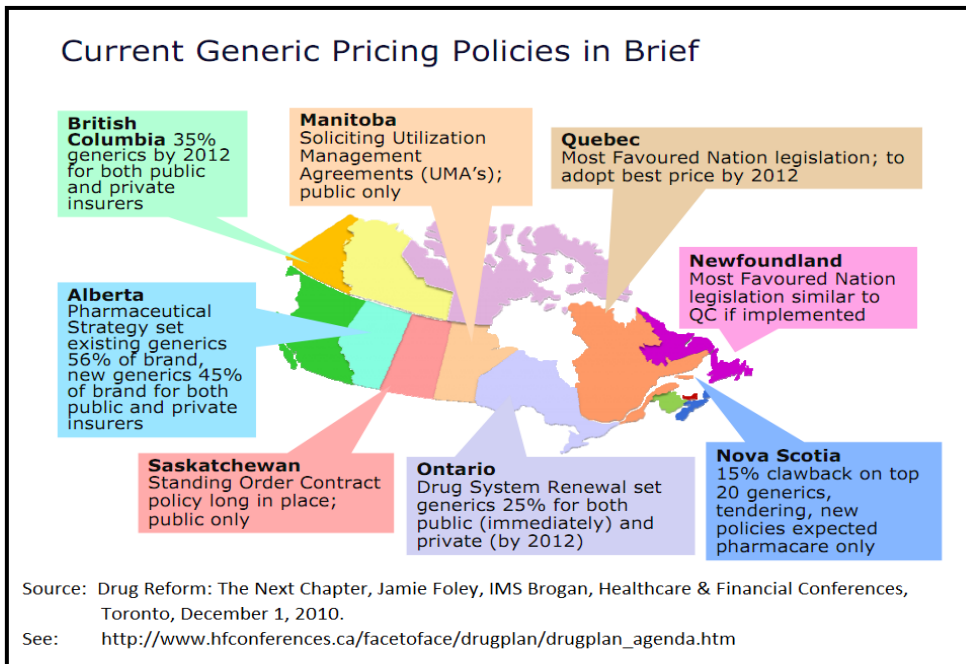 Current Generic Pricing Policies in Brief
British
Columbia 35%
generics by 2012
for both public
and private
insurers
Manitoba
Soliciting Utilization
Management
Agreements (UMA's);
public only
Quebec
Most Favoured Nation legislation; to
adopt best price by 2012
Newfoundland
Most Favoured Nation
legislation similar to
QC if implemented
Alberta
Pharmaceutical
Strategy set
existing generics
56% of brand,
new generics 45%
of brand for both
public and private
insurers
Saskatchewan
Standing Order Contract
policy long in place;
public only
Ontario
Drug System Renewal set
generics 25% for both
public (immediately) and
private (by 2012)
Nova Scotia
15% clawback on top
20 generics,
tendering, new
policies expected
pharmacare only
Source: Drug Reform: The Next Chapter, Jamie Foley, IMS Brogan, Healthcare & Financial Conferences,
Toronto, December 1, 2010.
See: http://www.hfconferences.ca/facetoface/drugplan/drugplan_agenda.htm